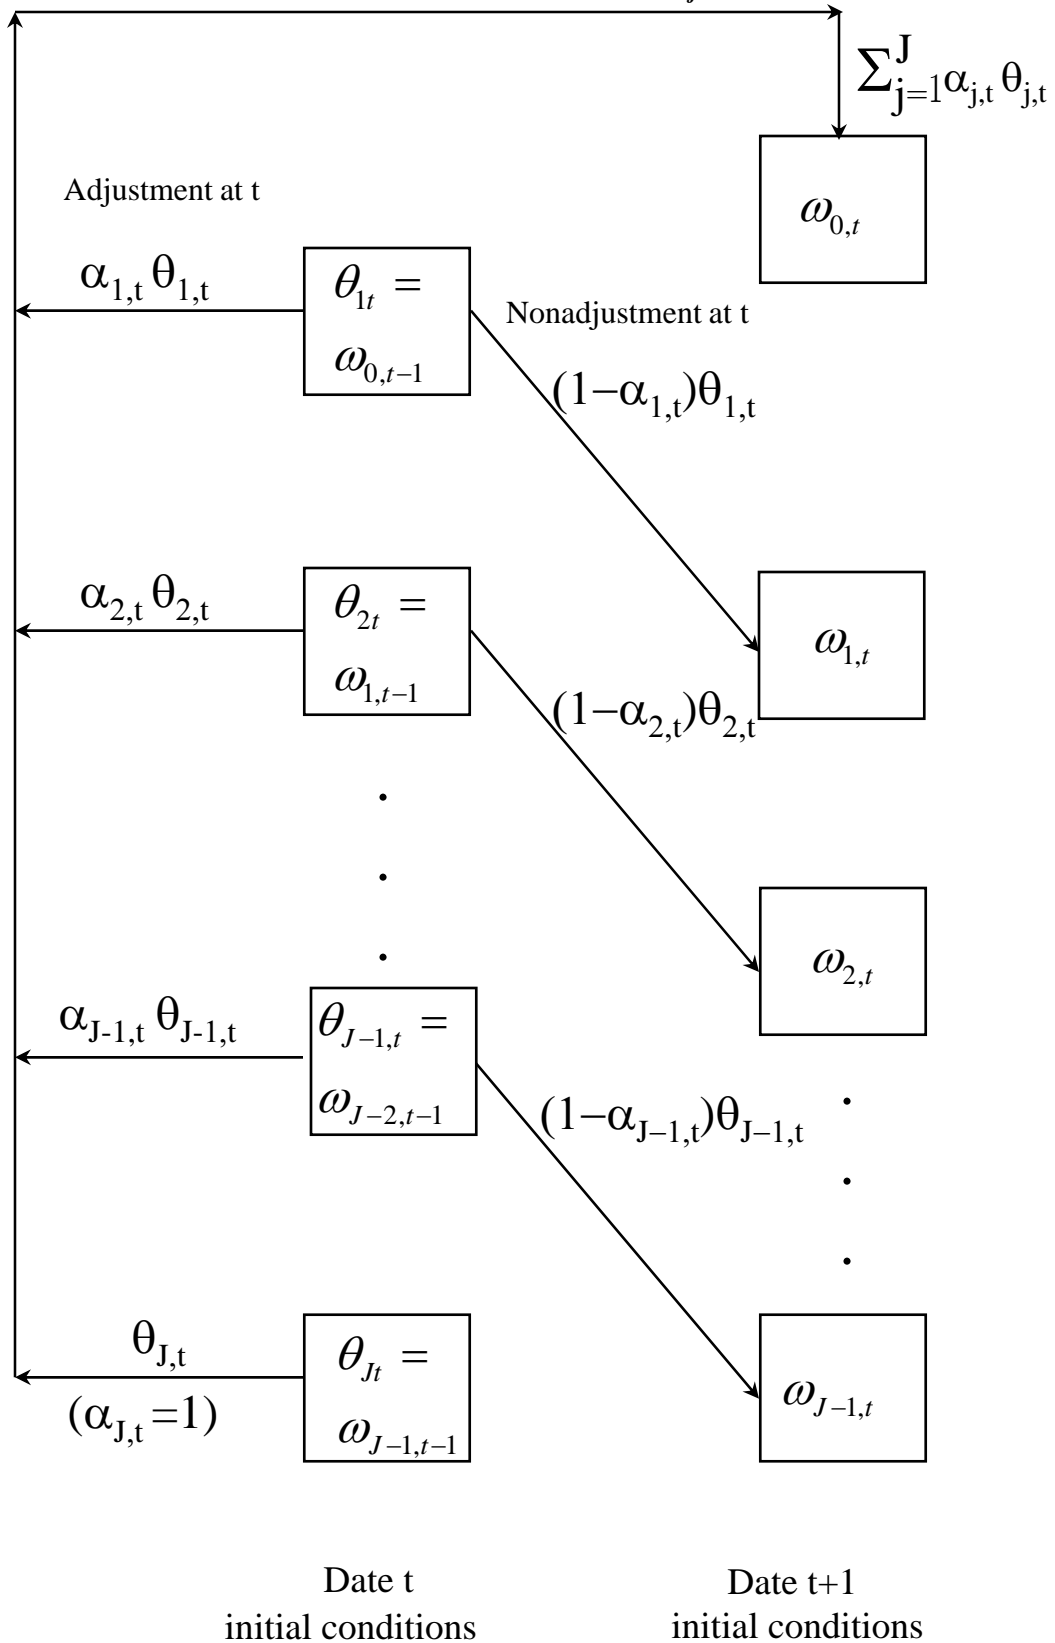 ∑ⱼ₌₁ᴶ α_{j,t} θ_{j,t}
ω_{0,t}
Adjustment at t
α_{1,t} θ_{1,t}
θ_{1t} =
ω_{0,t−1}
Nonadjustment at t
(1−α_{1,t})θ_{1,t}
α_{2,t} θ_{2,t}
θ_{2t} =
ω_{1,t−1}
ω_{1,t}
(1−α_{2,t})θ_{2,t}
.
.
.
ω_{2,t}
α_{J-1,t} θ_{J-1,t}
θ_{J−1,t} =
ω_{J−2,t−1}
(1−α_{J−1,t})θ_{J−1,t}
.
.
.
θ_{J,t}
(α_{J,t} =1)
θ_{Jt} =
ω_{J−1,t−1}
ω_{J−1,t}
Date t
initial conditions
Date t+1
initial conditions